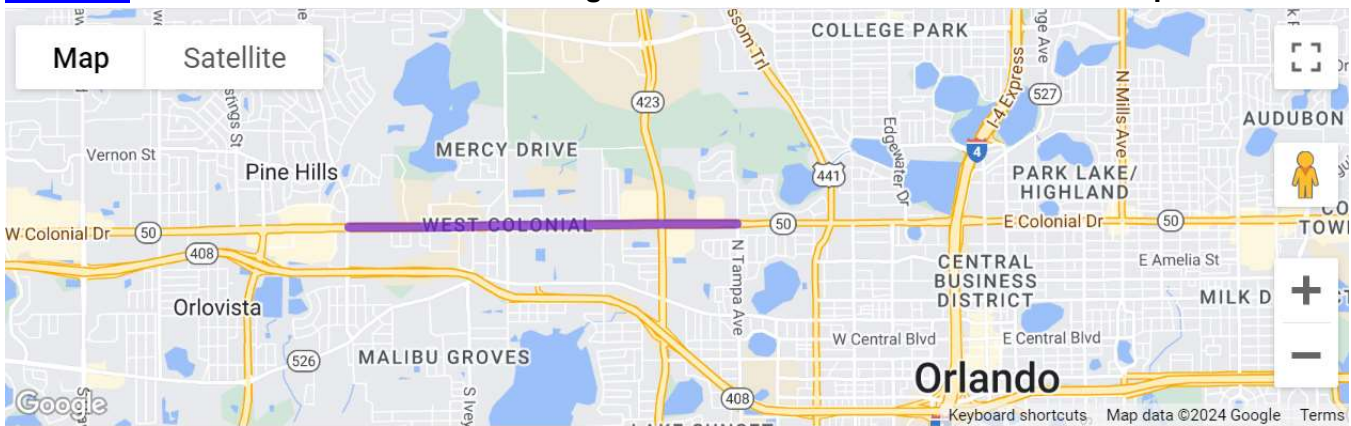 Map
Satellite
COLLEGE PARK
423
527
I-4 Express
N Mills Ave
AUDUBON
Vernon St
MERCY DRIVE
Edgewater Dr
4
Pine Hills
441
PARK LAKE/
HIGHLAND
W Colonial Dr
50
WEST COLONIAL
50
E Colonial Dr
50
408
N Tampa Ave
CENTRAL
BUSINESS
DISTRICT
E Amelia St
Orlovista
MILK D
W Central Blvd
E Central Blvd
526
MALIBU GROVES
Orlando
408
Google
Keyboard shortcuts
Map data ©2024 Google
Terms